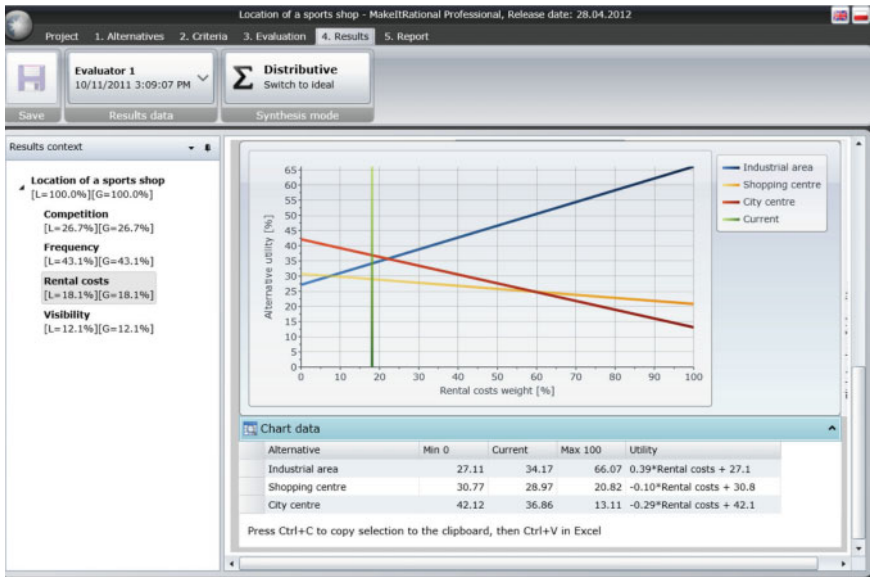 Location of a sports shop - MakeItRational Professional, Release date: 28.04.2012
Project 1. Alternatives 2. Criteria 3. Evaluation 4. Results 5. Report
Evaluator 1
10/11/2011 3:09:07 PM
Σ Distributive
Switch to ideal
Save Results data Synthesis mode
Results context
Location of a sports shop
[L=100.0%][G=100.0%]
Competition
[L=26.7%][G=26.7%]
Frequency
[L=43.1%][G=43.1%]
Rental costs
[L=18.1%][G=18.1%]
Visibility
[L=12.1%][G=12.1%]
Alternative utility [%]
65
60
55
50
45
40
35
30
25
20
15
10
5
0
0 10 20 30 40 50 60 70 80 90 100
Rental costs weight [%]
Industrial area
Shopping centre
City centre
Current
Chart data
Alternative Min 0 Current Max 100 Utility
Industrial area 27.11 34.17 66.07 0.39*Rental costs + 27.1
Shopping centre 30.77 28.97 20.82 -0.10*Rental costs + 30.8
City centre 42.12 36.86 13.11 -0.29*Rental costs + 42.1
Press Ctrl+C to copy selection to the clipboard, then Ctrl+V in Excel